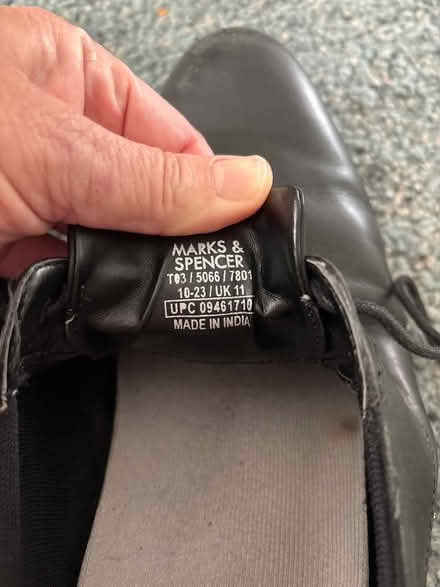 MARKS &
SPENCER
T03 / 5066 / 7801
10-23 / UK 11
UPC 09461710
MADE IN INDIA